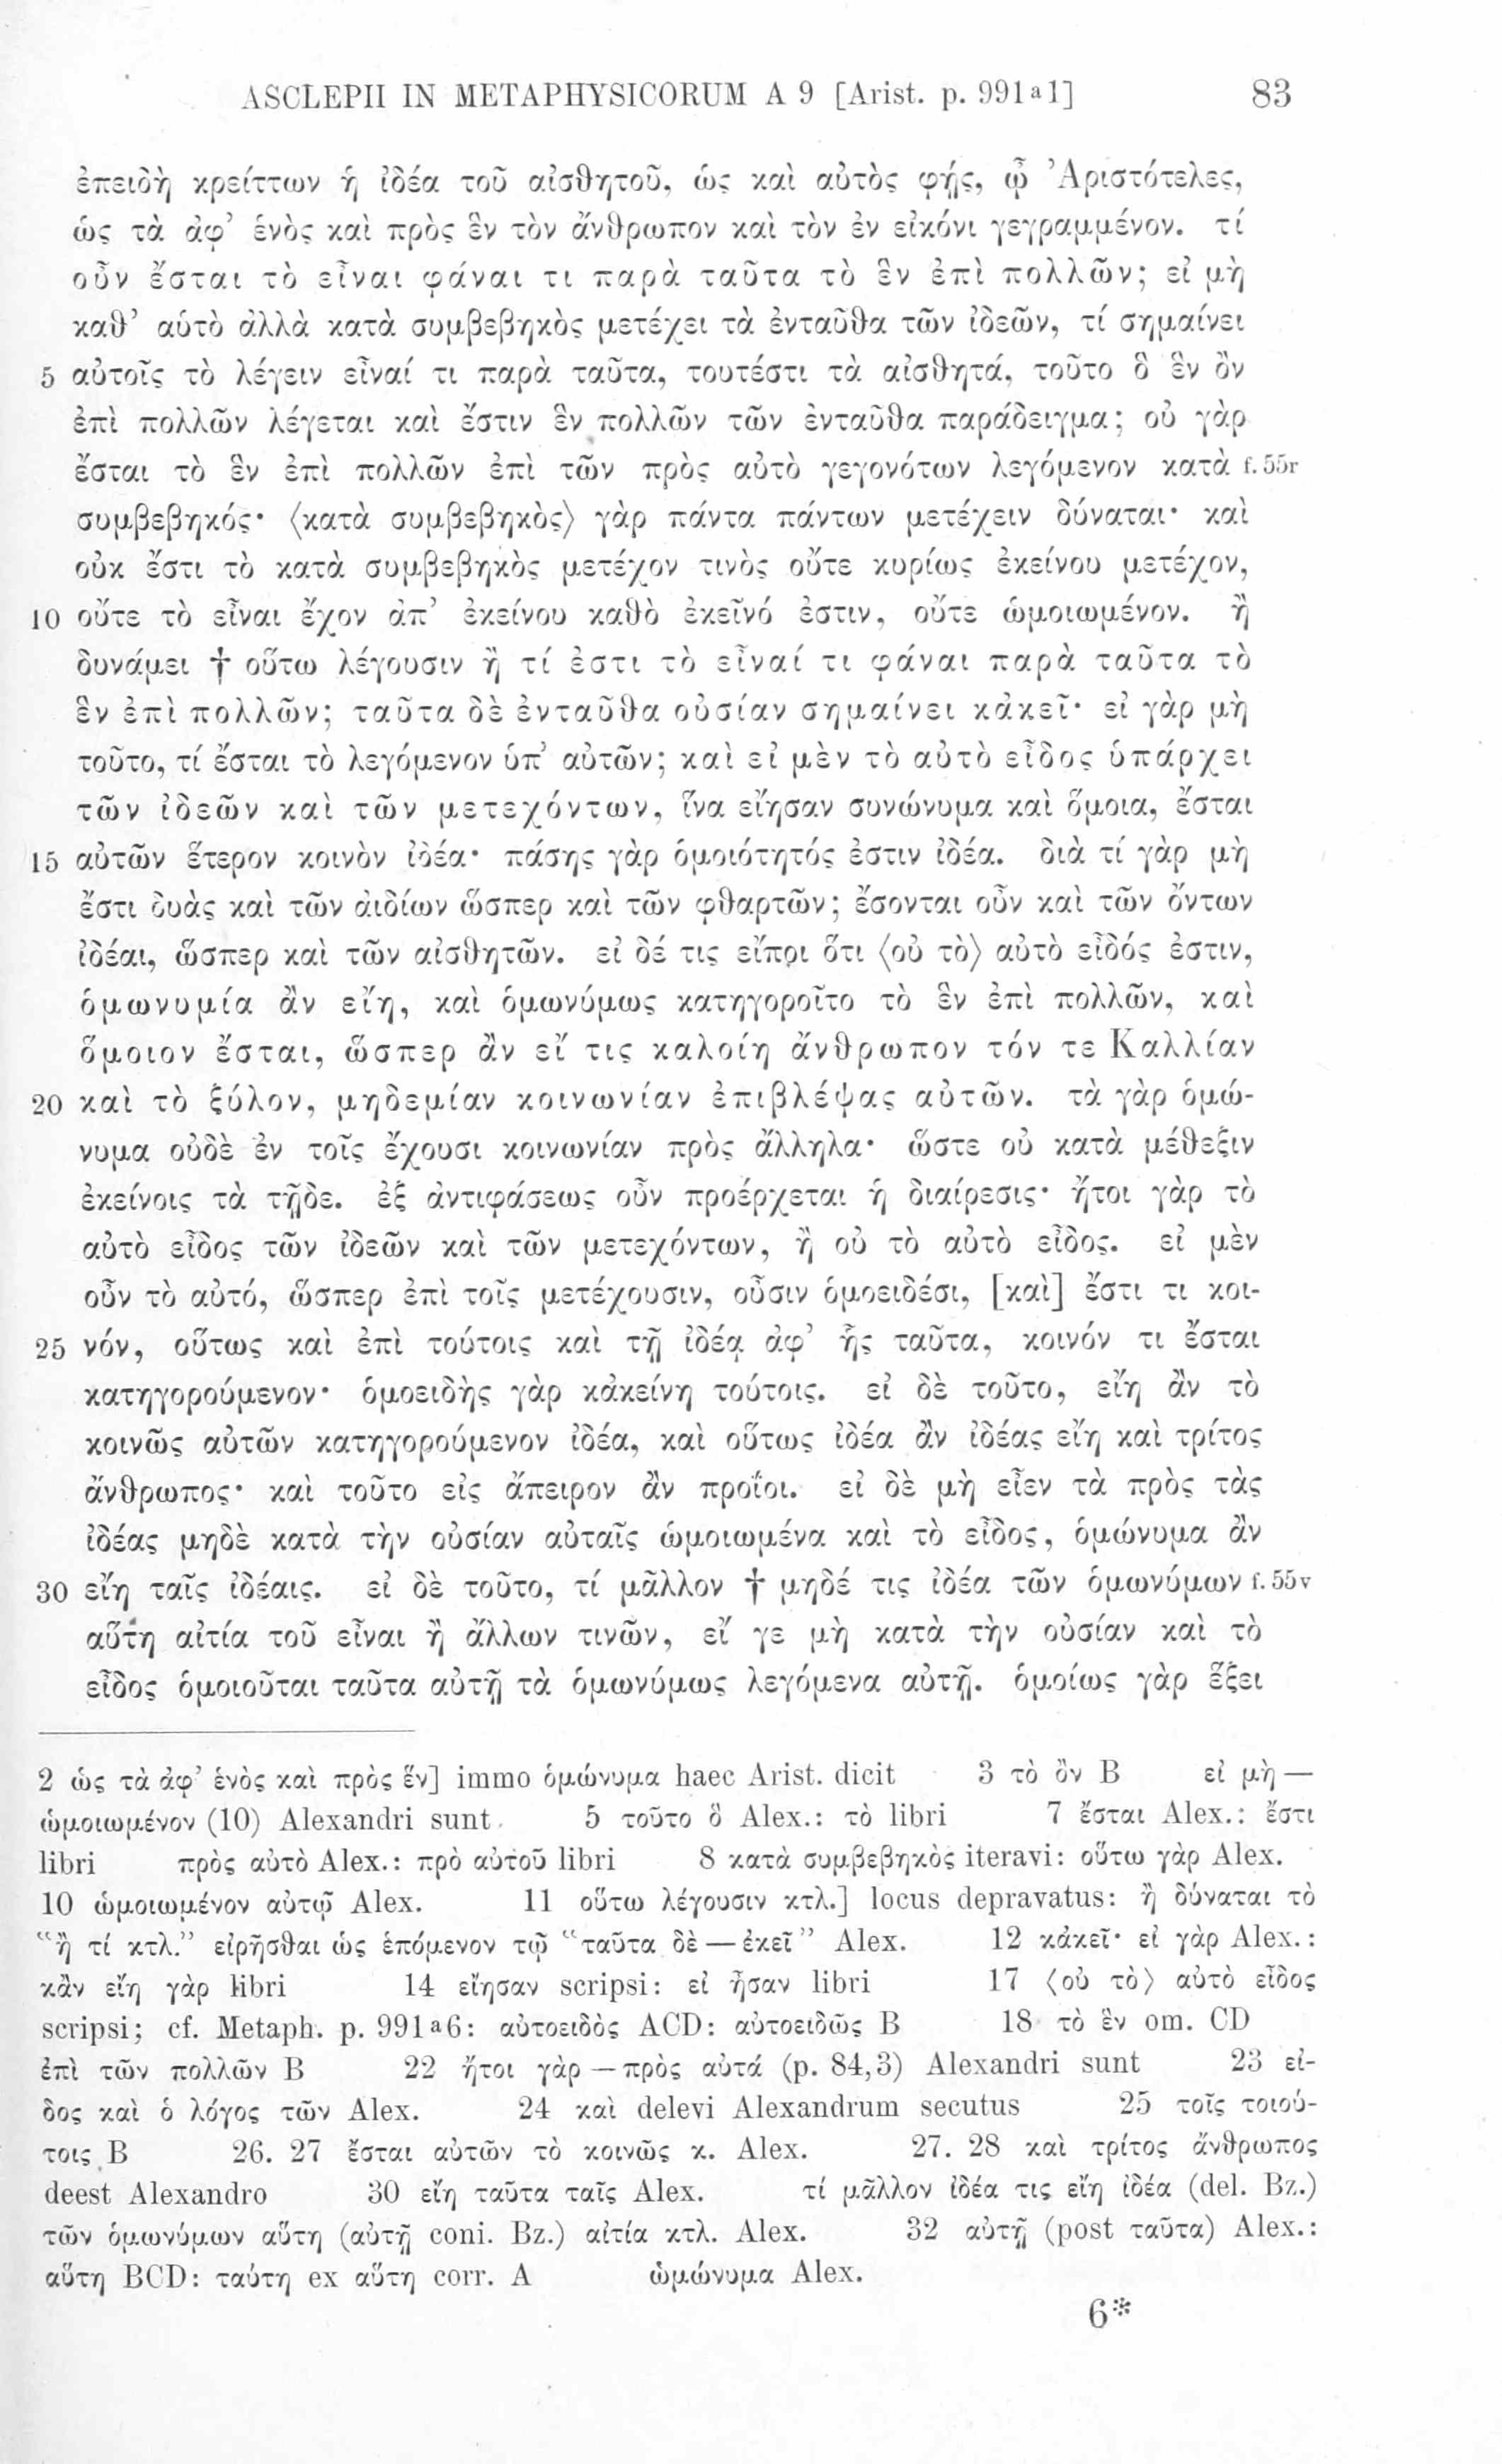 ASCLEPII IN METAPHYSICORUM A 9 [Arist. p. 991a1] 83
ἐπειδὴ κρείττων ἡ ἰδέα τοῦ αἰσθητοῦ, ὡς καὶ αὐτὸς φῄς, ᾦ Ἀριστότελες,
ὡς τὰ ἀφ’ ἑνὸς καὶ πρὸς ἓν τὸν ἄνθρωπον καὶ τὸν ἐν εἰκόνι γεγραμμένον. τί
οὖν ἔσται τὸ εἶναι φάναι τι παρὰ ταῦτα τὸ ἓν ἐπὶ πολλῶν; εἰ μὴ
καθ’ αὑτὸ ἀλλὰ κατὰ συμβεβηκὸς μετέχει τὰ ἐνταῦθα τῶν ἰδεῶν, τί σημαίνει
5 αὐτοῖς τὸ λέγειν εἶναί τι παρὰ ταῦτα, τουτέστι τὰ αἰσθητά, τοῦτο ὃ ἓν ὂν
ἐπὶ πολλῶν λέγεται καὶ ἔστιν ἓν πολλῶν τῶν ἐνταῦθα παράδειγμα; οὐ γὰρ
ἔσται τὸ ἓν ἐπὶ πολλῶν ἐπὶ τῶν πρὸς αὐτὸ γεγονότων λεγόμενον κατὰ f. 55r
συμβεβηκός· ⟨κατὰ συμβεβηκὸς⟩ γὰρ πάντα πάντων μετέχειν δύναται· καὶ
οὐκ ἔστι τὸ κατὰ συμβεβηκὸς μετέχον τινὸς οὔτε κυρίως ἐκείνου μετέχον,
10 οὔτε τὸ εἶναι ἔχον ἀπ’ ἐκείνου καθὸ ἐκεῖνό ἐστιν, οὔτε ὡμοιωμένον. ἢ
δυνάμει † οὕτω λέγουσιν ἢ τί ἐστι τὸ εἶναί τι φάναι παρὰ ταῦτα τὸ
ἓν ἐπὶ πολλῶν; ταῦτα δὲ ἐνταῦθα οὐσίαν σημαίνει κἀκεῖ· εἰ γὰρ μὴ
τοῦτο, τί ἔσται τὸ λεγόμενον ὑπ’ αὐτῶν; καὶ εἰ μὲν τὸ αὐτὸ εἶδος ὑπάρχει
τῶν ἰδεῶν καὶ τῶν μετεχόντων, ἵνα εἴησαν συνώνυμα καὶ ὅμοια, ἔσται
15 αὐτῶν ἕτερον κοινὸν ἰδέα· πάσης γὰρ ὁμοιότητός ἐστιν ἰδέα. διὰ τί γὰρ μὴ
ἔστι δυὰς καὶ τῶν ἀιδίων ὥσπερ καὶ τῶν φθαρτῶν; ἔσονται οὖν καὶ τῶν ὄντων
ἰδέαι, ὥσπερ καὶ τῶν αἰσθητῶν. εἰ δέ τις εἴποι ὅτι ⟨οὐ τὸ⟩ αὐτὸ εἶδός ἐστιν,
ὁμωνυμία ἂν εἴη, καὶ ὁμωνύμως κατηγοροῖτο τὸ ἓν ἐπὶ πολλῶν, καὶ
ὅμοιον ἔσται, ὥσπερ ἂν εἴ τις καλοίη ἄνθρωπον τόν τε Καλλίαν
20 καὶ τὸ ξύλον, μηδεμίαν κοινωνίαν ἐπιβλέψας αὐτῶν. τὰ γὰρ ὁμώ-
νυμα οὐδὲ ἐν τοῖς ἔχουσι κοινωνίαν πρὸς ἄλληλα· ὥστε οὐ κατὰ μέθεξιν
ἐκείνοις τὰ τῇδε. ἐξ ἀντιφάσεως οὖν προέρχεται ἡ διαίρεσις· ἤτοι γὰρ τὸ
αὐτὸ εἶδος τῶν ἰδεῶν καὶ τῶν μετεχόντων, ἢ οὐ τὸ αὐτὸ εἶδος. εἰ μὲν
οὖν τὸ αὐτό, ὥσπερ ἐπὶ τοῖς μετέχουσιν, οὖσιν ὁμοειδέσι, [καὶ] ἔστι τι κοι-
25 νόν, οὕτως καὶ ἐπὶ τούτοις καὶ τῇ ἰδέᾳ ἀφ’ ἧς ταῦτα, κοινόν τι ἔσται
κατηγορούμενον· ὁμοειδὴς γὰρ κἀκείνη τούτοις. εἰ δὲ τοῦτο, εἴη ἂν τὸ
κοινῶς αὐτῶν κατηγορούμενον ἰδέα, καὶ οὕτως ἰδέα ἂν ἰδέας εἴη καὶ τρίτος
ἄνθρωπος· καὶ τοῦτο εἰς ἄπειρον ἂν προΐοι. εἰ δὲ μὴ εἶεν τὰ πρὸς τὰς
ἰδέας μηδὲ κατὰ τὴν οὐσίαν αὐταῖς ὡμοιωμένα καὶ τὸ εἶδος, ὁμώνυμα ἂν
30 εἴη ταῖς ἰδέαις. εἰ δὲ τοῦτο, τί μᾶλλον † μηδέ τις ἰδέα τῶν ὁμωνύμων f. 55v
αὕτη αἰτία τοῦ εἶναι ἢ ἄλλων τινῶν, εἴ γε μὴ κατὰ τὴν οὐσίαν καὶ τὸ
εἶδος ὁμοιοῦται ταῦτα αὐτῇ τὰ ὁμωνύμως λεγόμενα αὐτῇ. ὁμοίως γὰρ ἕξει
2 ὡς τὰ ἀφ’ ἑνὸς καὶ πρὸς ἕν] immo ὁμώνυμα haec Arist. dicit 3 τὸ ὂν B εἰ μὴ —
ὡμοιωμένον (10) Alexandri sunt 5 τοῦτο ὃ Alex.: τὸ libri 7 ἔσται Alex.: ἔστι
libri πρὸς αὐτὸ Alex.: πρὸ αὐτοῦ libri 8 κατὰ συμβεβηκὸς iteravi: οὕτω γὰρ Alex.
10 ὡμοιωμένον αὐτῷ Alex. 11 οὕτω λέγουσιν κτλ.] locus depravatus: ἢ δύναται τὸ
“ἢ τί κτλ.” εἰρῆσθαι ὡς ἑπόμενον τῷ “ταῦτα δὲ — ἐκεῖ” Alex. 12 κἀκεῖ· εἰ γὰρ Alex.:
κἂν εἴη γὰρ libri 14 εἴησαν scripsi: εἰ ἦσαν libri 17 ⟨οὐ τὸ⟩ αὐτὸ εἶδος
scripsi; cf. Metaph. p. 991a6: αὐτοειδὸς ACD: αὐτοειδῶς B 18 τὸ ἓν om. CD
ἐπὶ τῶν πολλῶν B 22 ἤτοι γὰρ — πρὸς αὐτά (p. 84,3) Alexandri sunt 23 εἶ-
δος καὶ ὁ λόγος τῶν Alex. 24 καὶ delevi Alexandrum secutus 25 τοῖς τοιού-
τοις B 26. 27 ἔσται αὐτῶν τὸ κοινῶς κ. Alex. 27. 28 καὶ τρίτος ἄνθρωπος
deest Alexandro 30 εἴη ταῦτα ταῖς Alex. τί μᾶλλον ἰδέα τις εἴη ἰδέα (del. Bz.)
τῶν ὁμωνύμων αὕτη (αὐτῇ coni. Bz.) αἰτία κτλ. Alex. 32 αὐτῇ (post ταῦτα) Alex.:
αὕτη BCD: ταύτη ex αὕτη corr. A ὡμώνυμα Alex.
6*